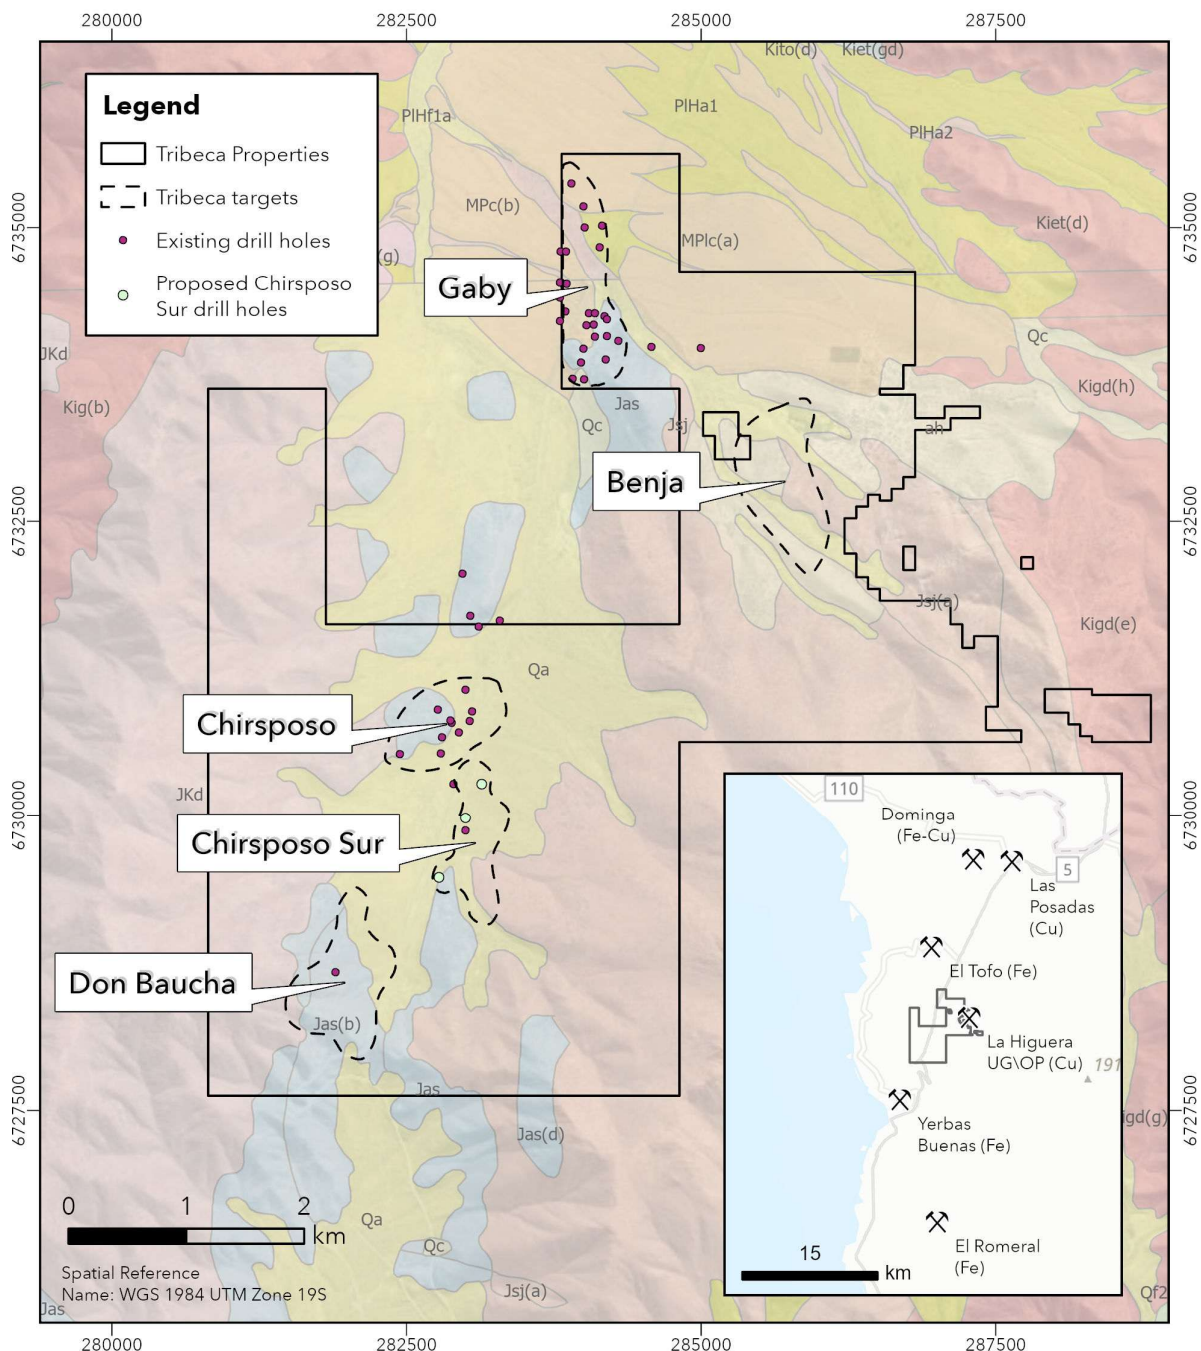 280000
282500
285000
287500
Kito(d)
Kiet(gd)
Legend
Tribeca Properties
Tribeca targets
Existing drill holes
Proposed Chirsposo
Sur drill holes
PlHf1a
PlHa1
PlHa2
MPc(b)
MPlc(a)
Kiet(d)
(g)
6735000
6735000
Gaby
Qc
JKd
Kig(b)
Kigd(h)
Jas
Qc
Jsj
ah
Benja
6732500
6732500
Jsj(a)
Kigd(e)
Qa
Chirsposo
JKd
6730000
6730000
Chirsposo Sur
Don Baucha
Jas(b)
Jas
6727500
6727500
Jas(d)
igd(g)
0
1
2
km
Qa
Qc
Jsj(a)
Jas
Qf2
Spatial Reference
Name: WGS 1984 UTM Zone 19S
110
Dominga
(Fe-Cu)
5
Las
Posadas
(Cu)
El Tofo (Fe)
La Higuera
UG\OP (Cu)
191
Yerbas
Buenas (Fe)
El Romeral
(Fe)
15
km
280000
282500
285000
287500